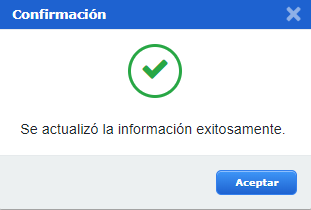 Confirmación
Se actualizó la información exitosamente.
Aceptar